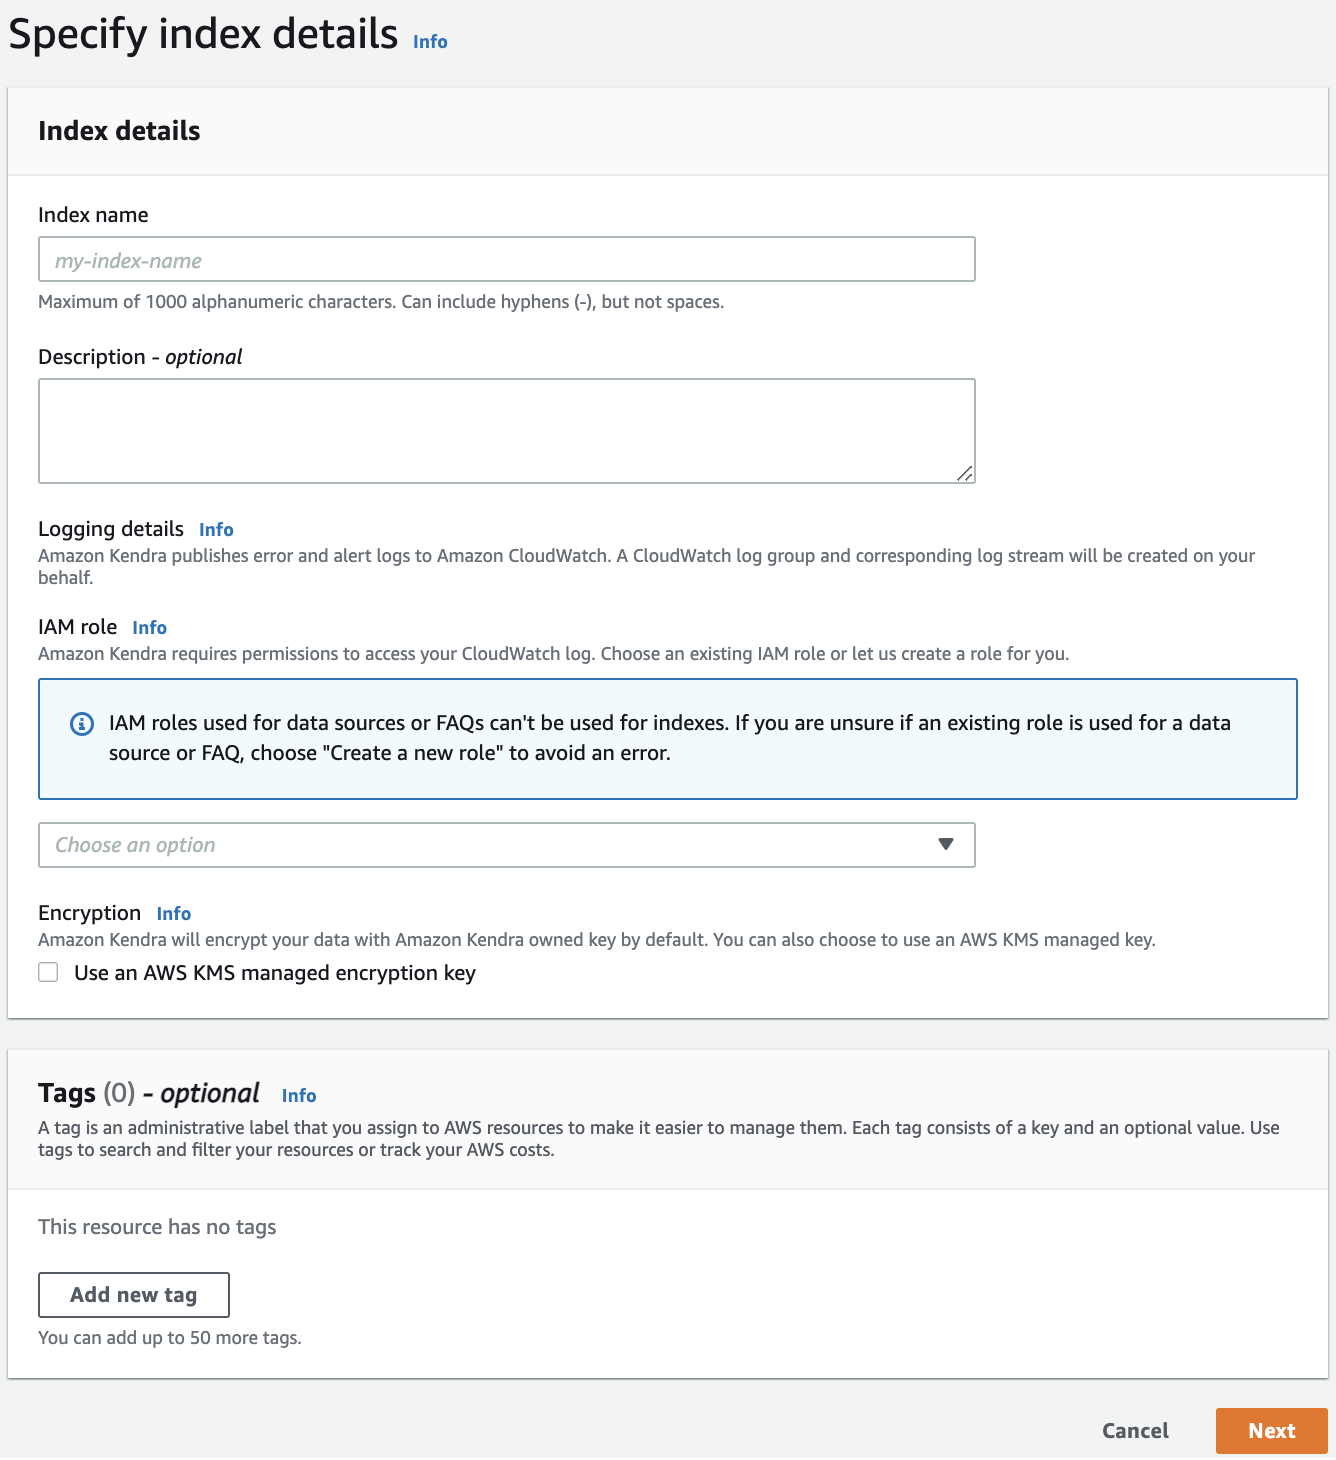 Specify index details Info
Index details
Index name
my-index-name
Maximum of 1000 alphanumeric characters. Can include hyphens (-), but not spaces.
Description - optional
Logging details Info
Amazon Kendra publishes error and alert logs to Amazon CloudWatch. A CloudWatch log group and corresponding log stream will be created on your
behalf.
IAM role Info
Amazon Kendra requires permissions to access your CloudWatch log. Choose an existing IAM role or let us create a role for you.
IAM roles used for data sources or FAQs can't be used for indexes. If you are unsure if an existing role is used for a data
source or FAQ, choose "Create a new role" to avoid an error.
Choose an option
Encryption Info
Amazon Kendra will encrypt your data with Amazon Kendra owned key by default. You can also choose to use an AWS KMS managed key.
Use an AWS KMS managed encryption key
Tags (0) - optional Info
A tag is an administrative label that you assign to AWS resources to make it easier to manage them. Each tag consists of a key and an optional value. Use
tags to search and filter your resources or track your AWS costs.
This resource has no tags
Add new tag
You can add up to 50 more tags.
Cancel Next